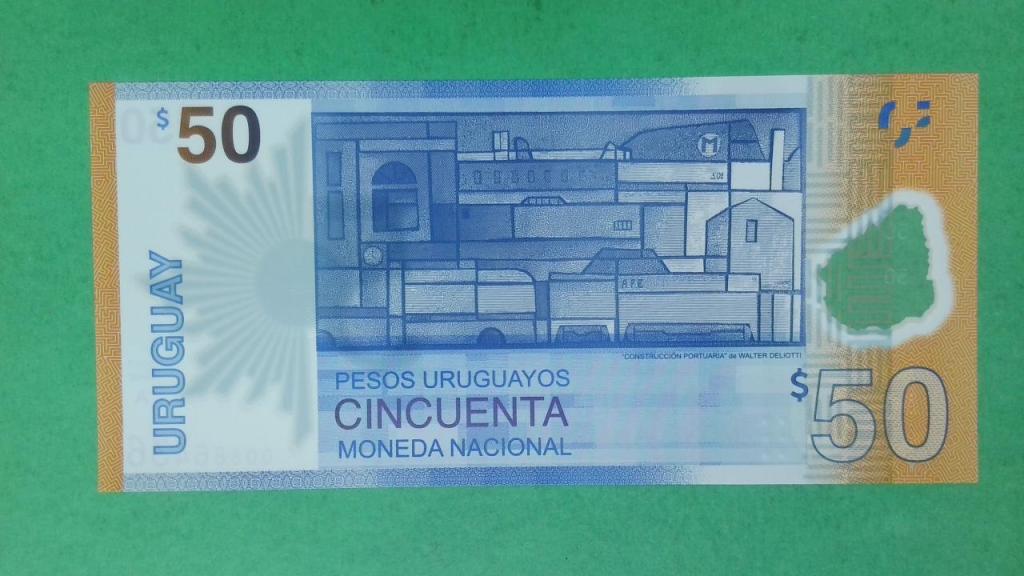 $ 50
URUGUAY
M
A.P.E.
"CONSTRUCCIÓN PORTUARIA" de WALTER DELIOTTI
PESOS URUGUAYOS
CINCUENTA
MONEDA NACIONAL
$ 50